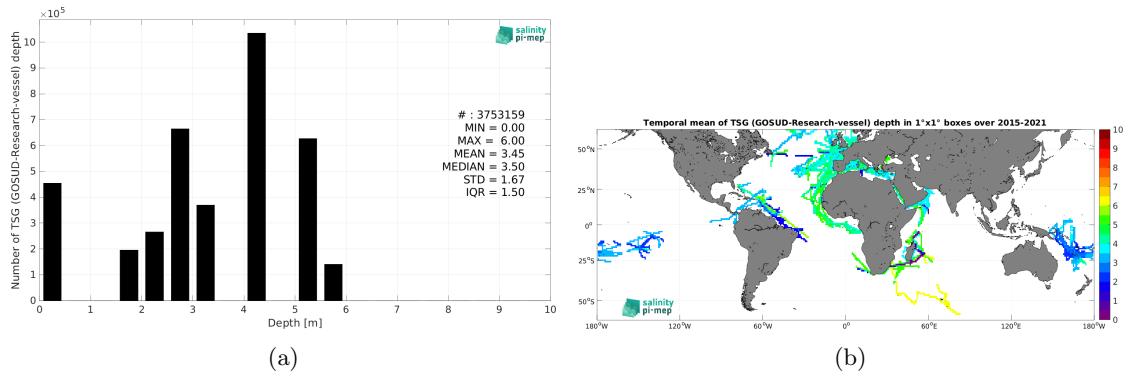 ×10⁵
10
9
8
7
6
5
4
3
2
1
0
Number of TSG (GOSUD-Research-vessel) depth
salinity
pi-mep
# : 3753159
MIN = 0.00
MAX = 6.00
MEAN = 3.45
MEDIAN = 3.50
STD = 1.67
IQR = 1.50
0 1 2 3 4 5 6 7 8 9 10
Depth [m]
(a)
Temporal mean of TSG (GOSUD-Research-vessel) depth in 1°x1° boxes over 2015-2021
50°N
25°N
0°
25°S
50°S
salinity
pi-mep
180°W 120°W 60°W 0° 60°E 120°E 180°E
10
9
8
7
6
5
4
3
2
1
0
(b)